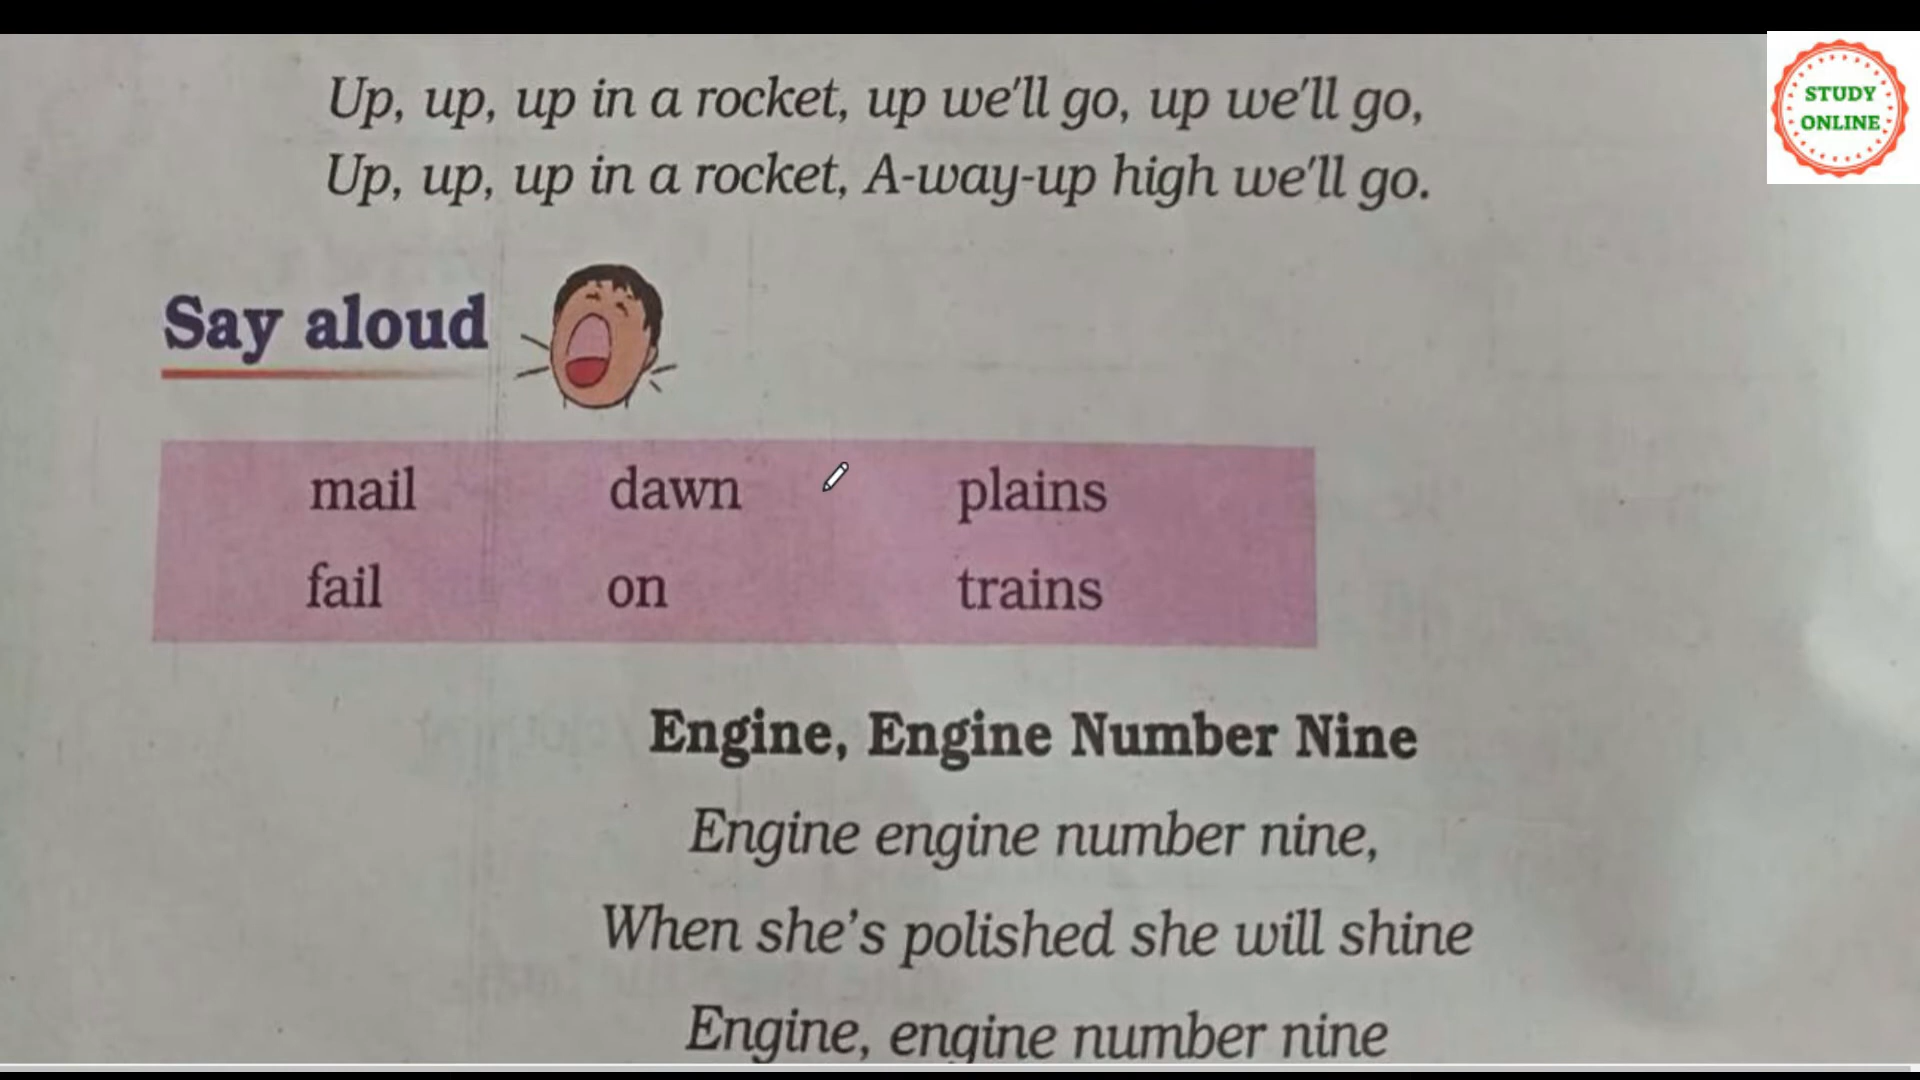 Up, up, up in a rocket, up we'll go, up we'll go,
Up, up, up in a rocket, A-way-up high we'll go.
STUDY
ONLINE
Say aloud
mail dawn plains
fail on trains
Engine, Engine Number Nine
Engine engine number nine,
When she's polished she will shine
Engine, engine number nine